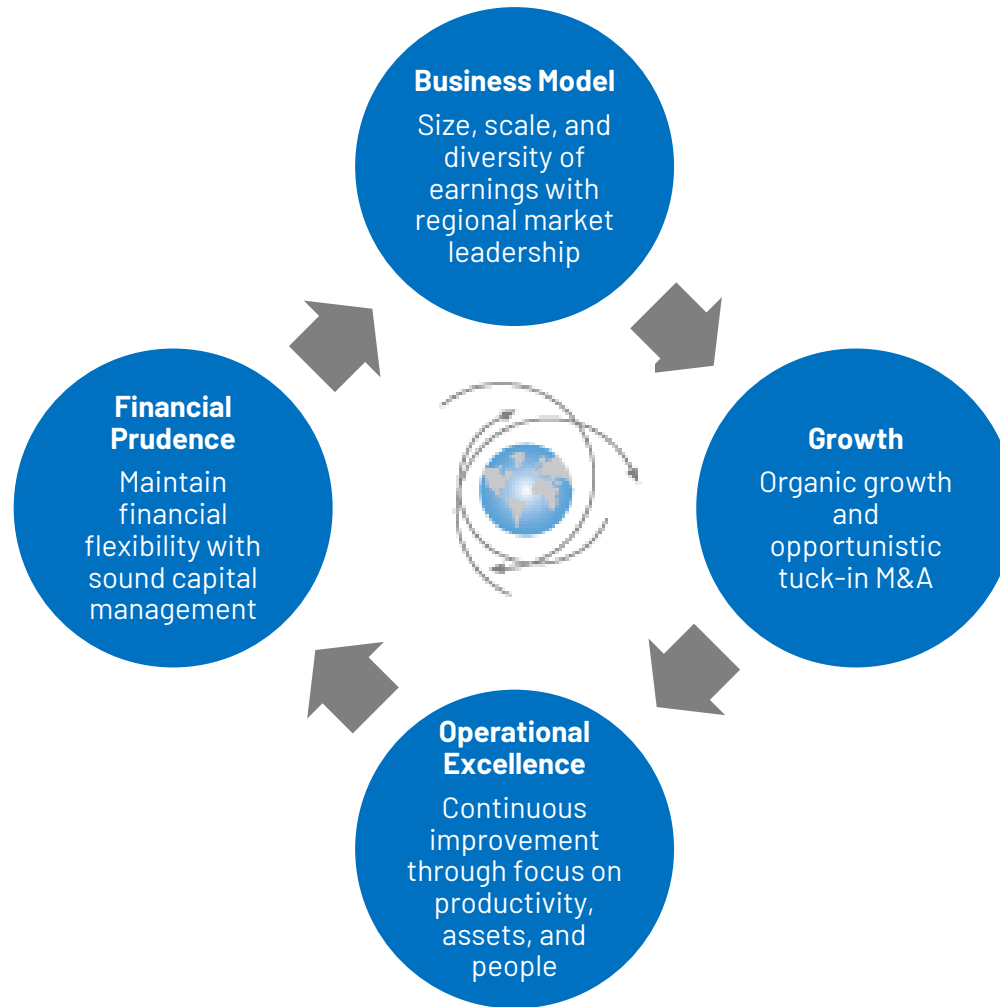 Business Model
Size, scale, and
diversity of
earnings with
regional market
leadership
Growth
Organic growth
and
opportunistic
tuck-in M&A
Operational
Excellence
Continuous
improvement
through focus on
productivity,
assets, and
people
Financial
Prudence
Maintain
financial
flexibility with
sound capital
management